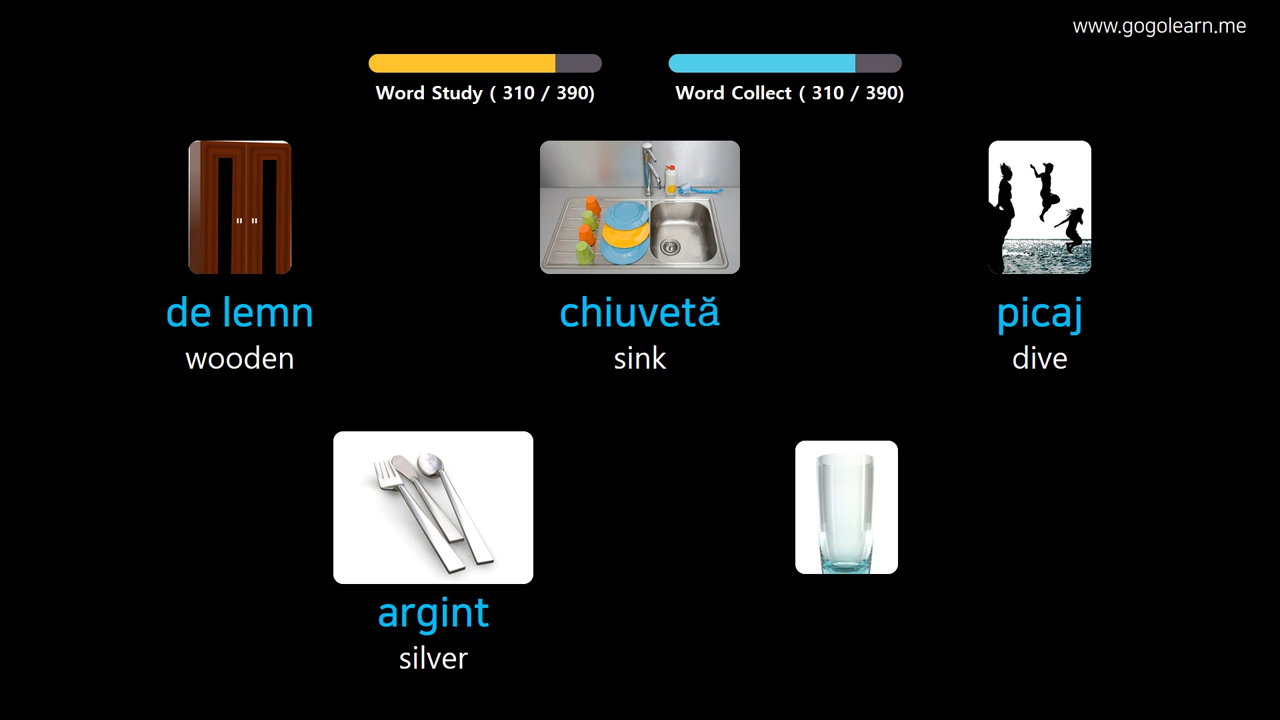 www.gogolearn.me
Word Study ( 310 / 390)
Word Collect ( 310 / 390)
de lemn
wooden
chiuvetă
sink
picaj
dive
argint
silver